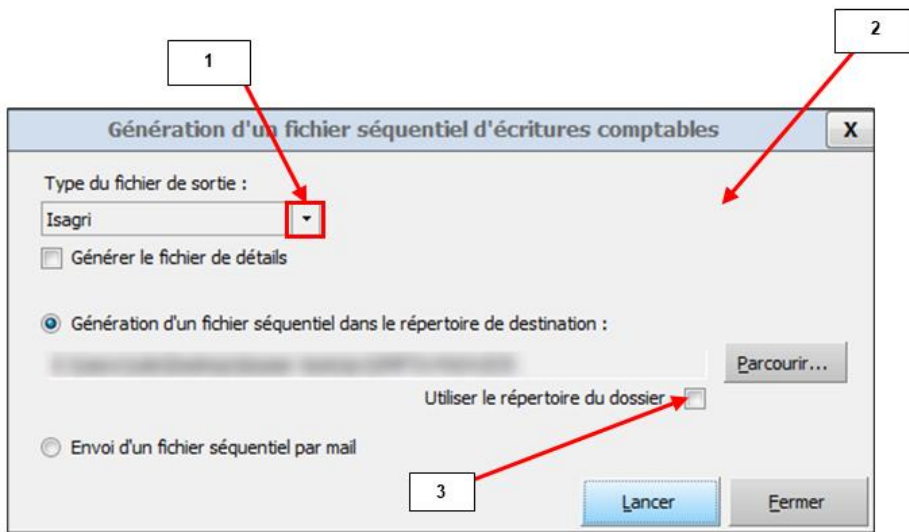 2
1
Génération d'un fichier séquentiel d'écritures comptables
X
Type du fichier de sortie :
Isagri
Générer le fichier de détails
Génération d'un fichier séquentiel dans le répertoire de destination :
Parcourir...
Utiliser le répertoire du dossier
Envoi d'un fichier séquentiel par mail
3
Lancer
Fermer